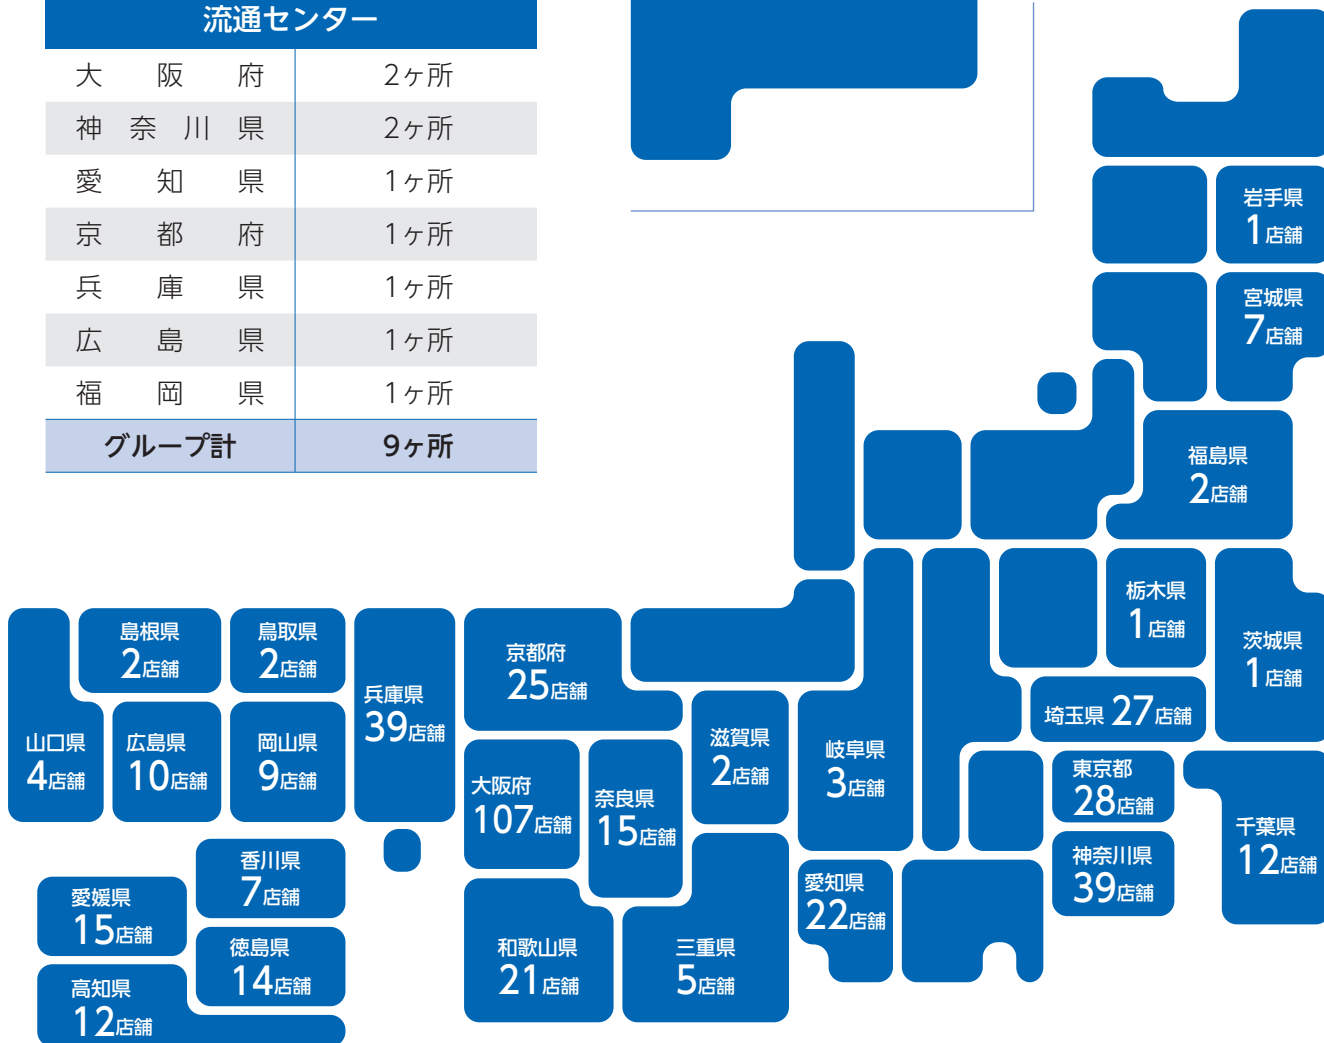 流通センター
大阪府 2ヶ所
神奈川県 2ヶ所
愛知県 1ヶ所
京都府 1ヶ所
兵庫県 1ヶ所
広島県 1ヶ所
福岡県 1ヶ所
グループ計 9ヶ所
岩手県
1店舗
宮城県
7店舗
福島県
2店舗
栃木県
1店舗
茨城県
1店舗
埼玉県 27店舗
東京都
28店舗
千葉県
12店舗
神奈川県
39店舗
島根県
2店舗
鳥取県
2店舗
兵庫県
39店舗
京都府
25店舗
滋賀県
2店舗
岐阜県
3店舗
山口県
4店舗
広島県
10店舗
岡山県
9店舗
大阪府
107店舗
奈良県
15店舗
愛知県
22店舗
香川県
7店舗
愛媛県
15店舗
徳島県
14店舗
高知県
12店舗
和歌山県
21店舗
三重県
5店舗